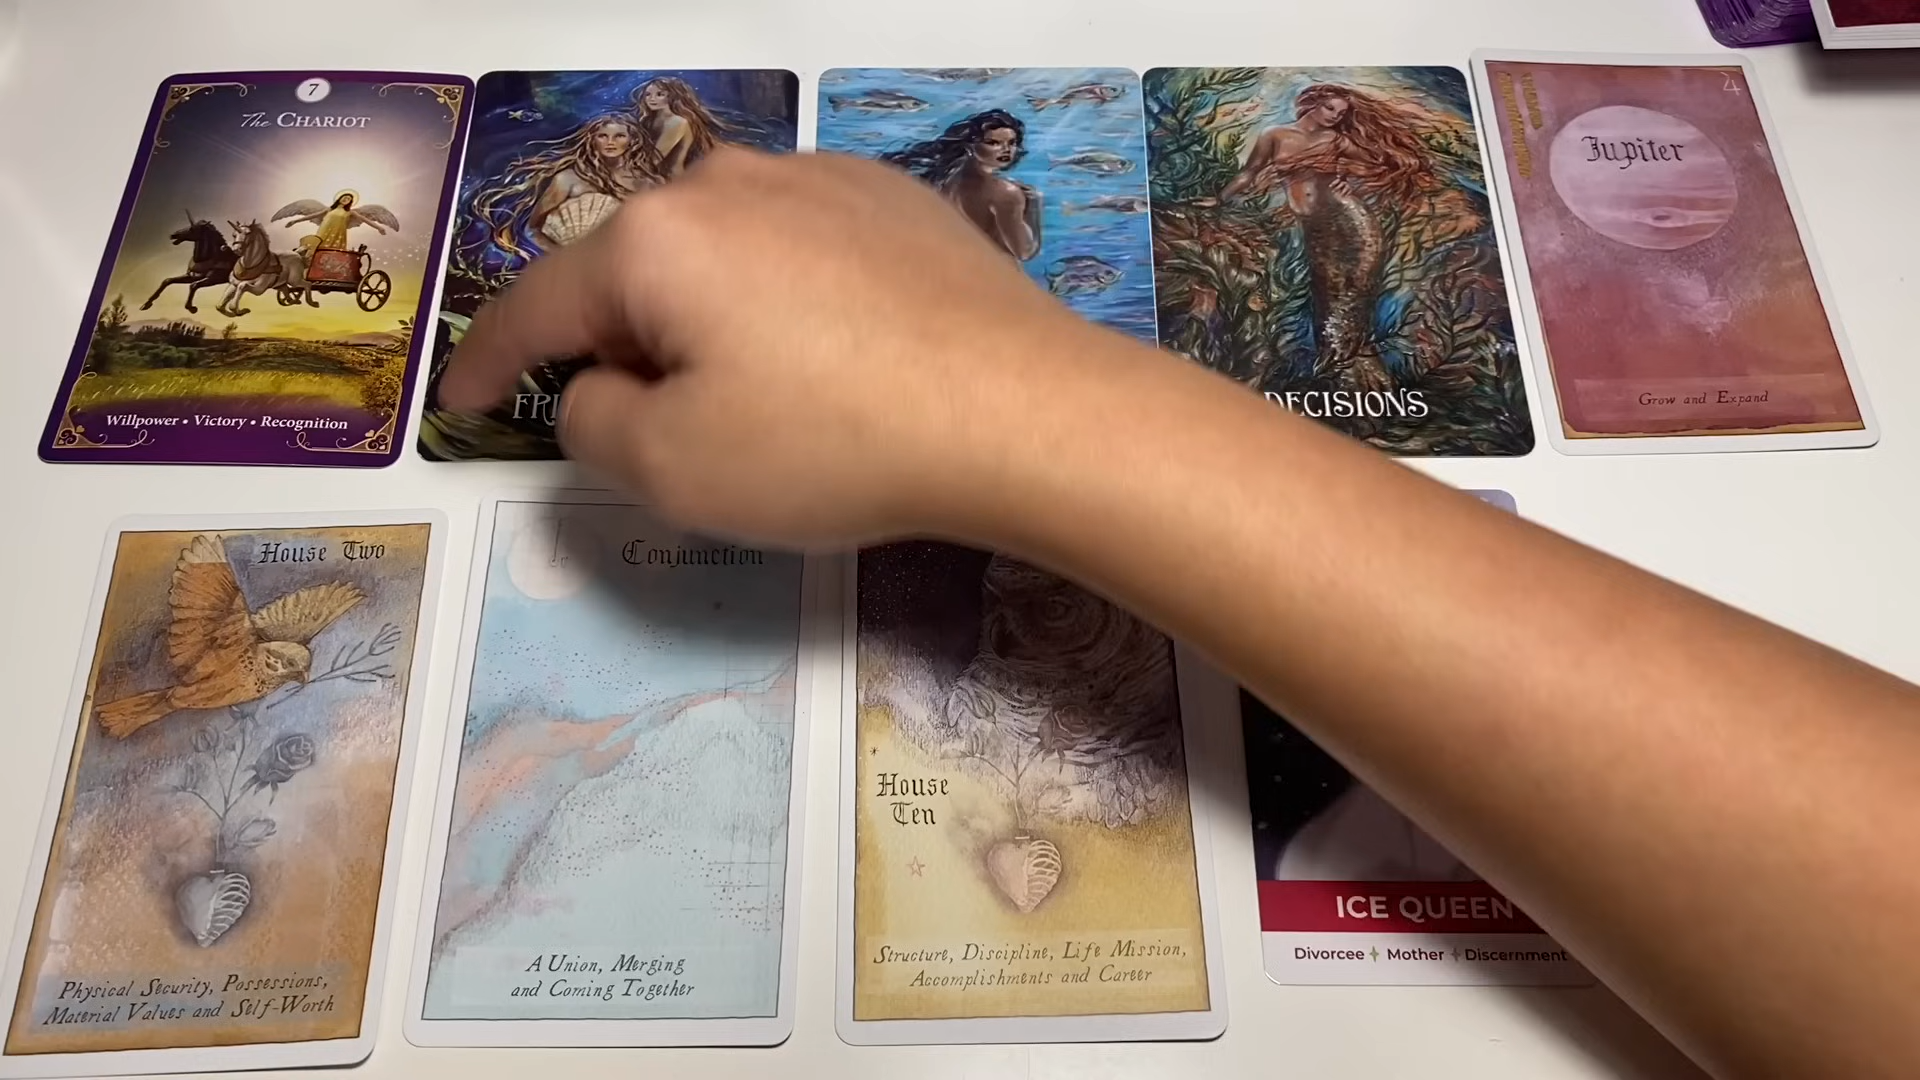 7
The CHARIOT
Willpower • Victory • Recognition
DECISIONS
Jupiter
Grow and Expand
House Two
Physical Security, Possessions,
Material Values and Self-Worth
Conjunction
A Union, Merging
and Coming Together
House
Ten
Structure, Discipline, Life Mission,
Accomplishments and Career
ICE QUEEN
Divorcee + Mother + Discernment